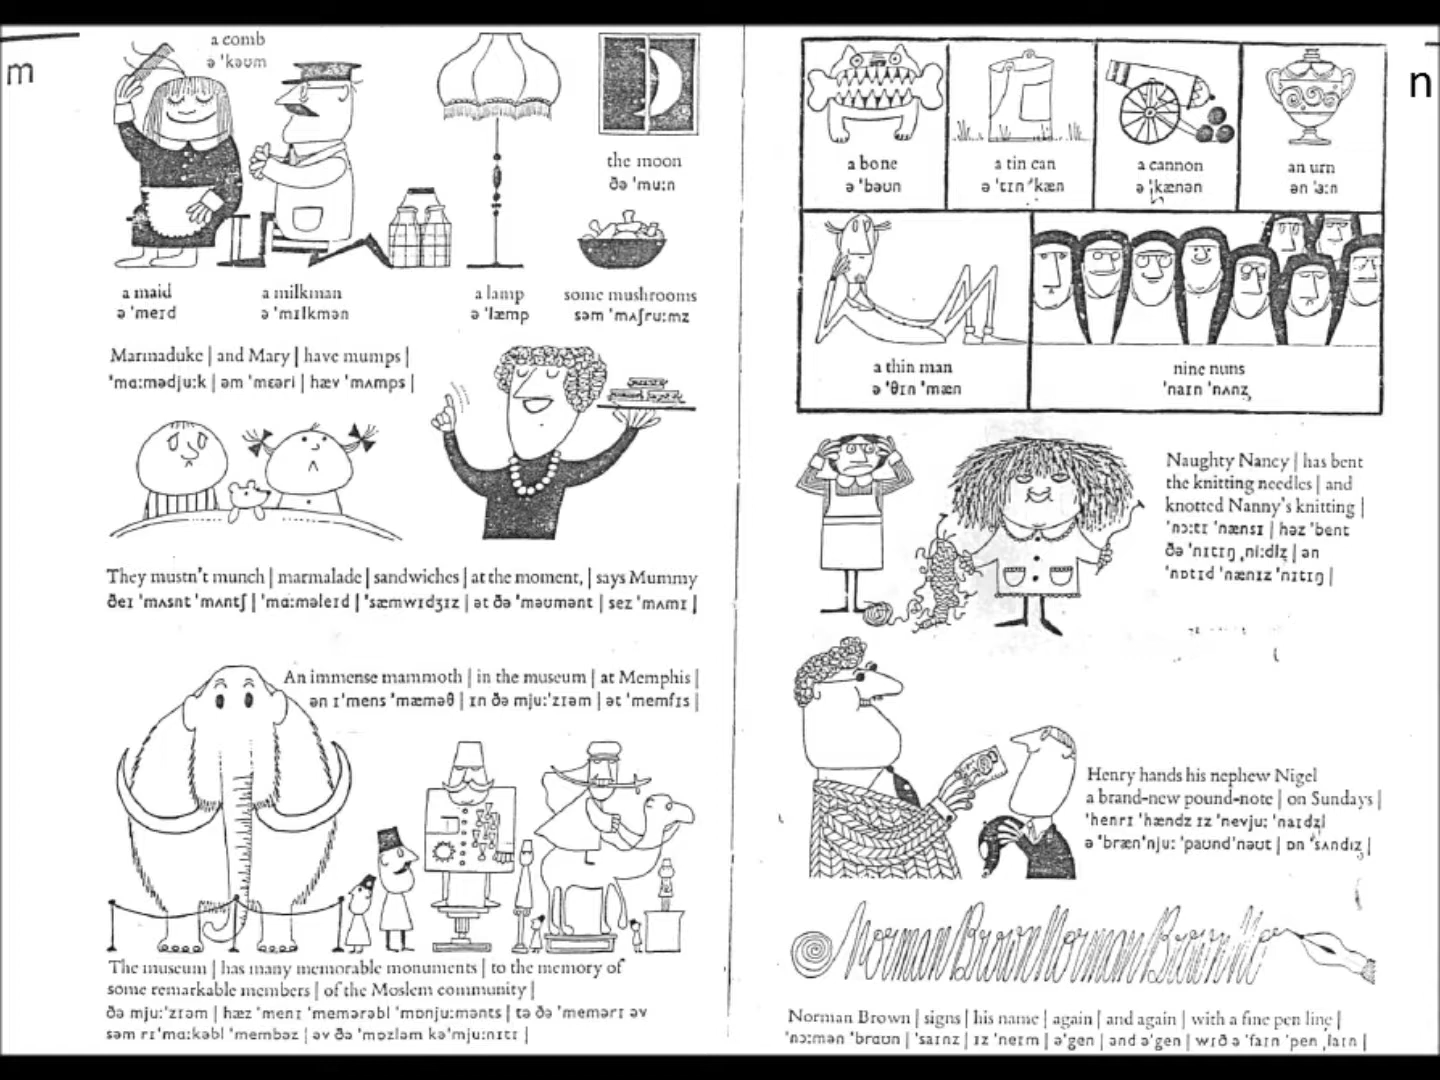 m
a comb
ə ˈkəʊm
the moon
ðə ˈmuːn
a maid
ə ˈmeɪd
a milkman
ə ˈmɪlkmən
a lamp
ə ˈlæmp
some mushrooms
səm ˈmʌʃruːmz
Marmaduke | and Mary | have mumps |
ˈmɑːmədjuːk | əm ˈmɛəri | hæv ˈmʌmps |
They mustn't munch | marmalade | sandwiches | at the moment, | says Mummy
ðeɪ ˈmʌsnt ˈmʌntʃ | ˈmɑːməleɪd | ˈsæmwɪdʒɪz | ət ðə ˈməʊmənt | sez ˈmʌmɪ |
An immense mammoth | in the museum | at Memphis |
ən ɪˈmens ˈmæməθ | ɪn ðə mjuːˈzɪəm | ət ˈmemfɪs |
The museum | has many memorable monuments | to the memory of
some remarkable members | of the Moslem community |
ðə mjuːˈzɪəm | hæz ˈmenɪ ˈmemərəbl ˈmɒnjuːmənts | tə ðə ˈmemərɪ əv
səm rɪˈmɑːkəbl ˈmembəz | əv ðə ˈmɒzləm kəˈmjuːnɪtɪ |
n
a bone
ə ˈbəʊn
a tin can
ə ˈtɪn ˈkæn
a cannon
ə ˈkænən
an urn
ən ˈɜːn
a thin man
ə ˈθɪn ˈmæn
nine nuns
ˈnaɪn ˈnʌnz
Naughty Nancy | has bent
the knitting needles | and
knotted Nanny's knitting |
ˈnɔːtɪ ˈnænsɪ | həz ˈbent
ðə ˈnɪtɪŋ ˌniːdlz | ən
ˈnɒtɪd ˈnænɪz ˈnɪtɪŋ |
Henry hands his nephew Nigel
a brand-new pound-note | on Sundays |
ˈhenrɪ ˈhændz ɪz ˈnevjuː ˈnaɪdʒl
ə ˈbrænˈnjuː ˈpaʊndˈnəʊt | ɒn ˈsʌndɪz |
Norman Brown Norman Brown No
Norman Brown | signs | his name | again | and again | with a fine pen line |
ˈnɔːmən ˈbraʊn | ˈsaɪnz | ɪz ˈneɪm | əˈgen | ənd əˈgen | wɪð ə ˈfaɪn ˈpen ˌlaɪn |